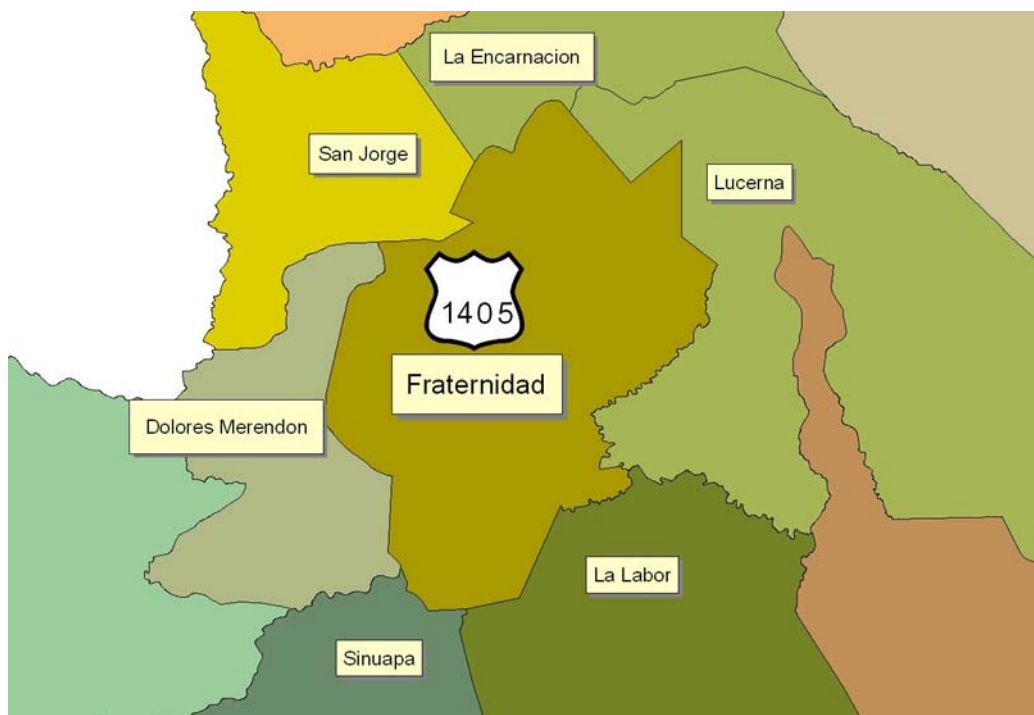 La Encarnacion
San Jorge
Lucerna
1405
Fraternidad
Dolores Merendon
La Labor
Sinuapa